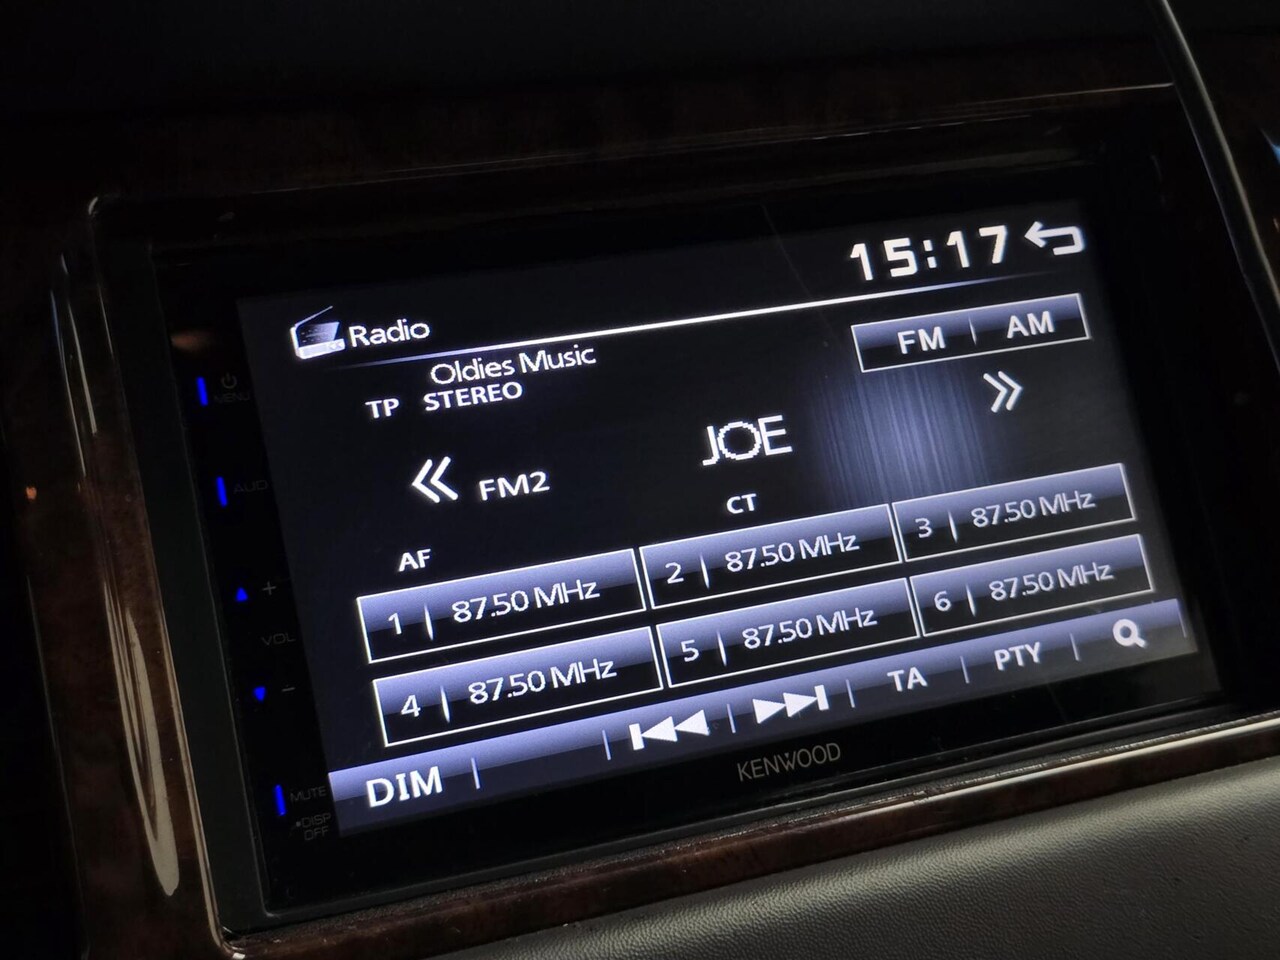 15:17
Radio
FM | AM
Oldies Music
TP STEREO
JOE
FM2
CT
AF
1 | 87.50 MHz
2 | 87.50 MHz
3 | 87.50 MHz
4 | 87.50 MHz
5 | 87.50 MHz
6 | 87.50 MHz
DIM
TA
PTY
KENWOOD
MENU
AUD
+
VOL
-
MUTE
•DISP
OFF